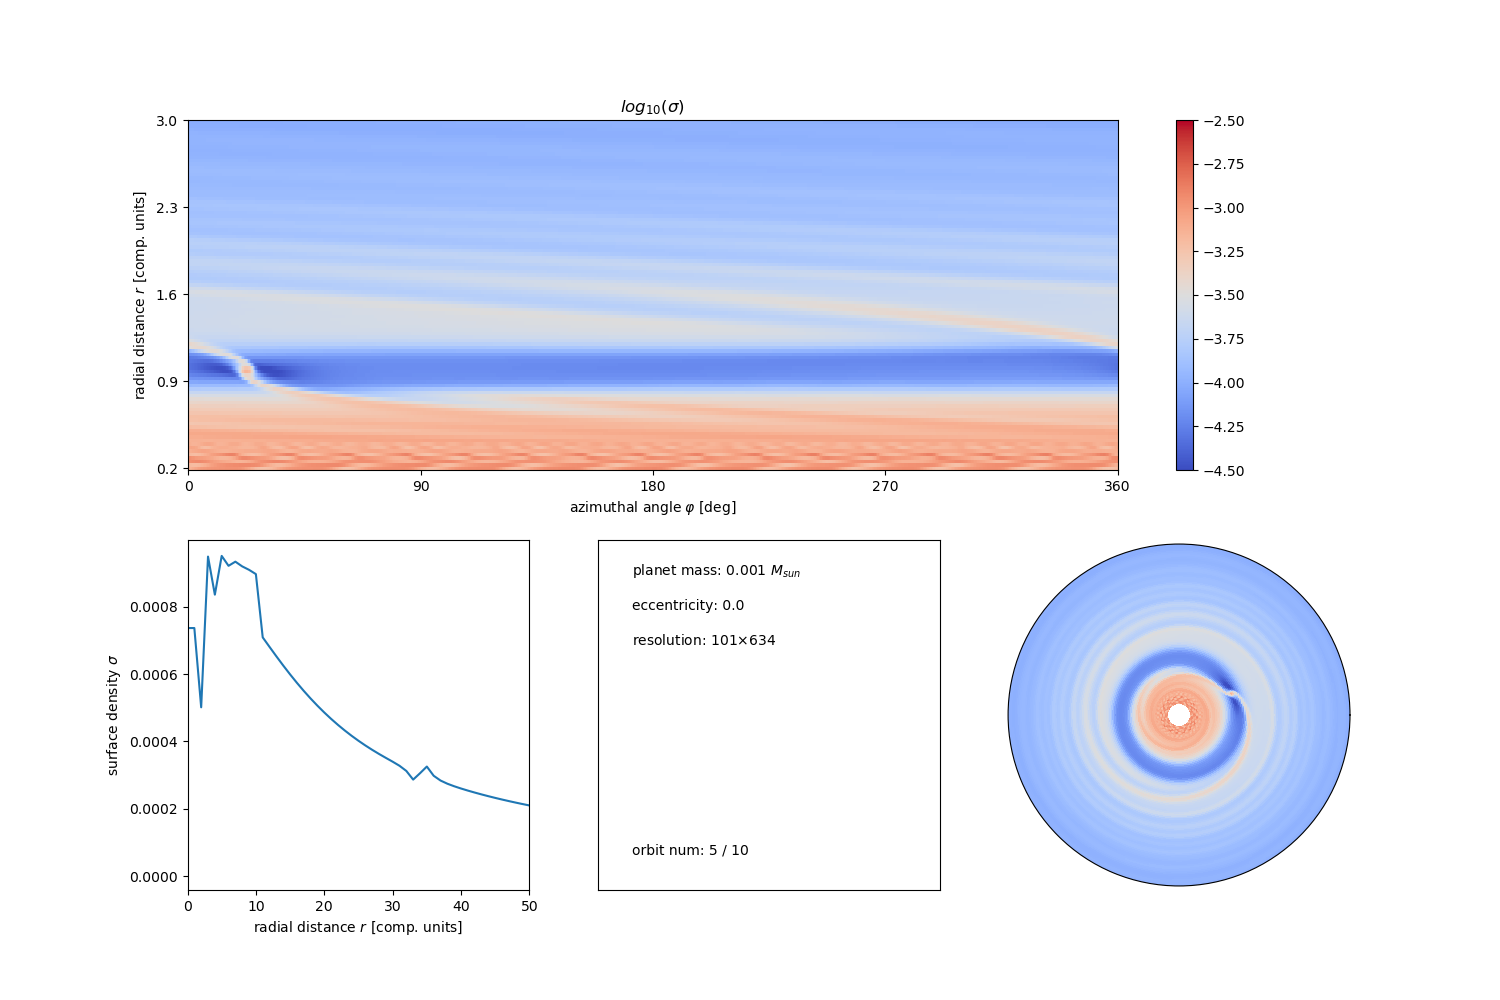 log₁₀(σ)
3.0
2.3
1.6
0.9
0.2
radial distance r [comp. units]
0 90 180 270 360
azimuthal angle φ [deg]
−2.50
−2.75
−3.00
−3.25
−3.50
−3.75
−4.00
−4.25
−4.50
0.0008
0.0006
0.0004
0.0002
0.0000
surface density σ
0 10 20 30 40 50
radial distance r [comp. units]
planet mass: 0.001 Mₛᵤₙ
eccentricity: 0.0
resolution: 101×634
orbit num: 5 / 10